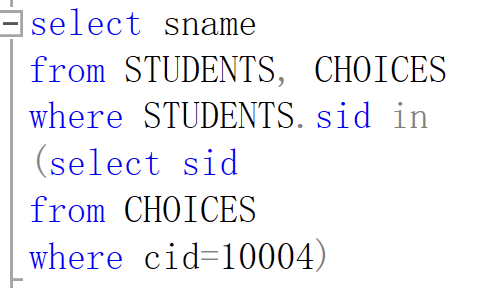 select sname
from STUDENTS, CHOICES
where STUDENTS.sid in
(select sid
from CHOICES
where cid=10004)